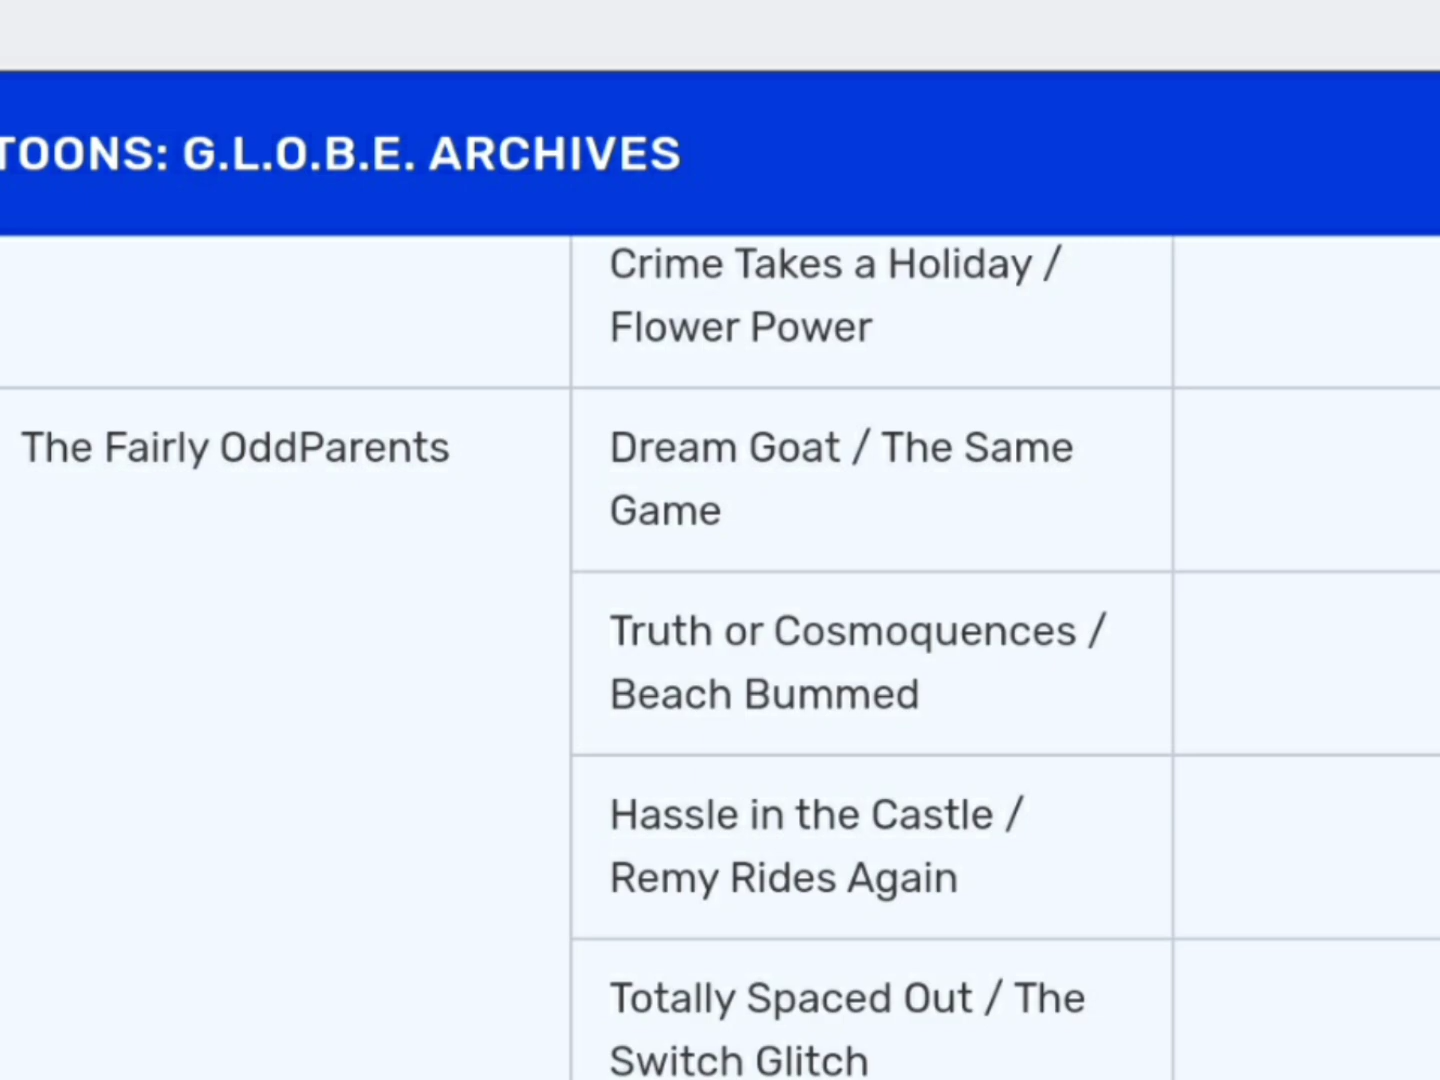 TOONS: G.L.O.B.E. ARCHIVES
Crime Takes a Holiday /
Flower Power
The Fairly OddParents
Dream Goat / The Same
Game
Truth or Cosmoquences /
Beach Bummed
Hassle in the Castle /
Remy Rides Again
Totally Spaced Out / The
Switch Glitch